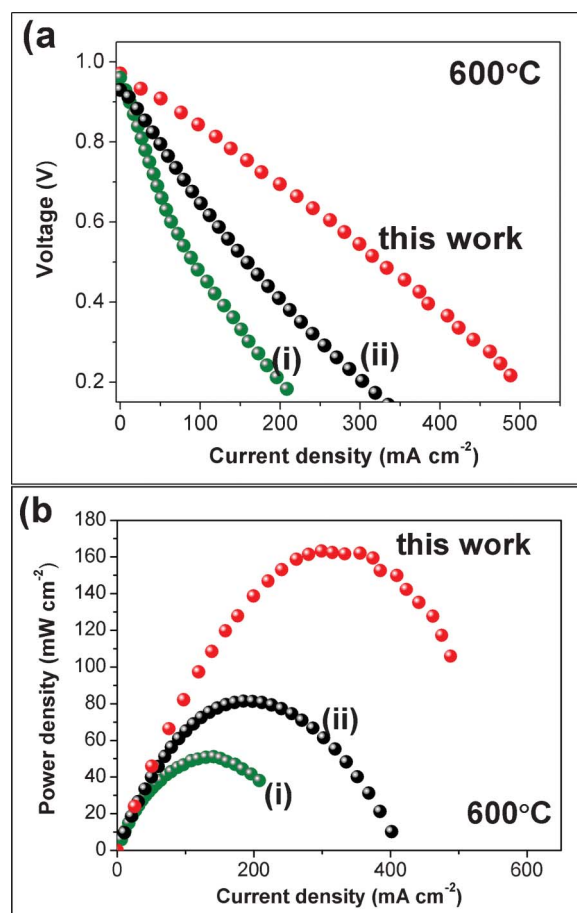 (a)
600°C
1.0
0.8
0.6
0.4
0.2
Voltage (V)
this work
(i)
(ii)
0 100 200 300 400 500
Current density (mA cm⁻²)
(b)
180
160
140
120
100
80
60
40
20
0
Power density (mW cm⁻²)
this work
(ii)
(i)
600°C
0 200 400 600
Current density (mA cm⁻²)